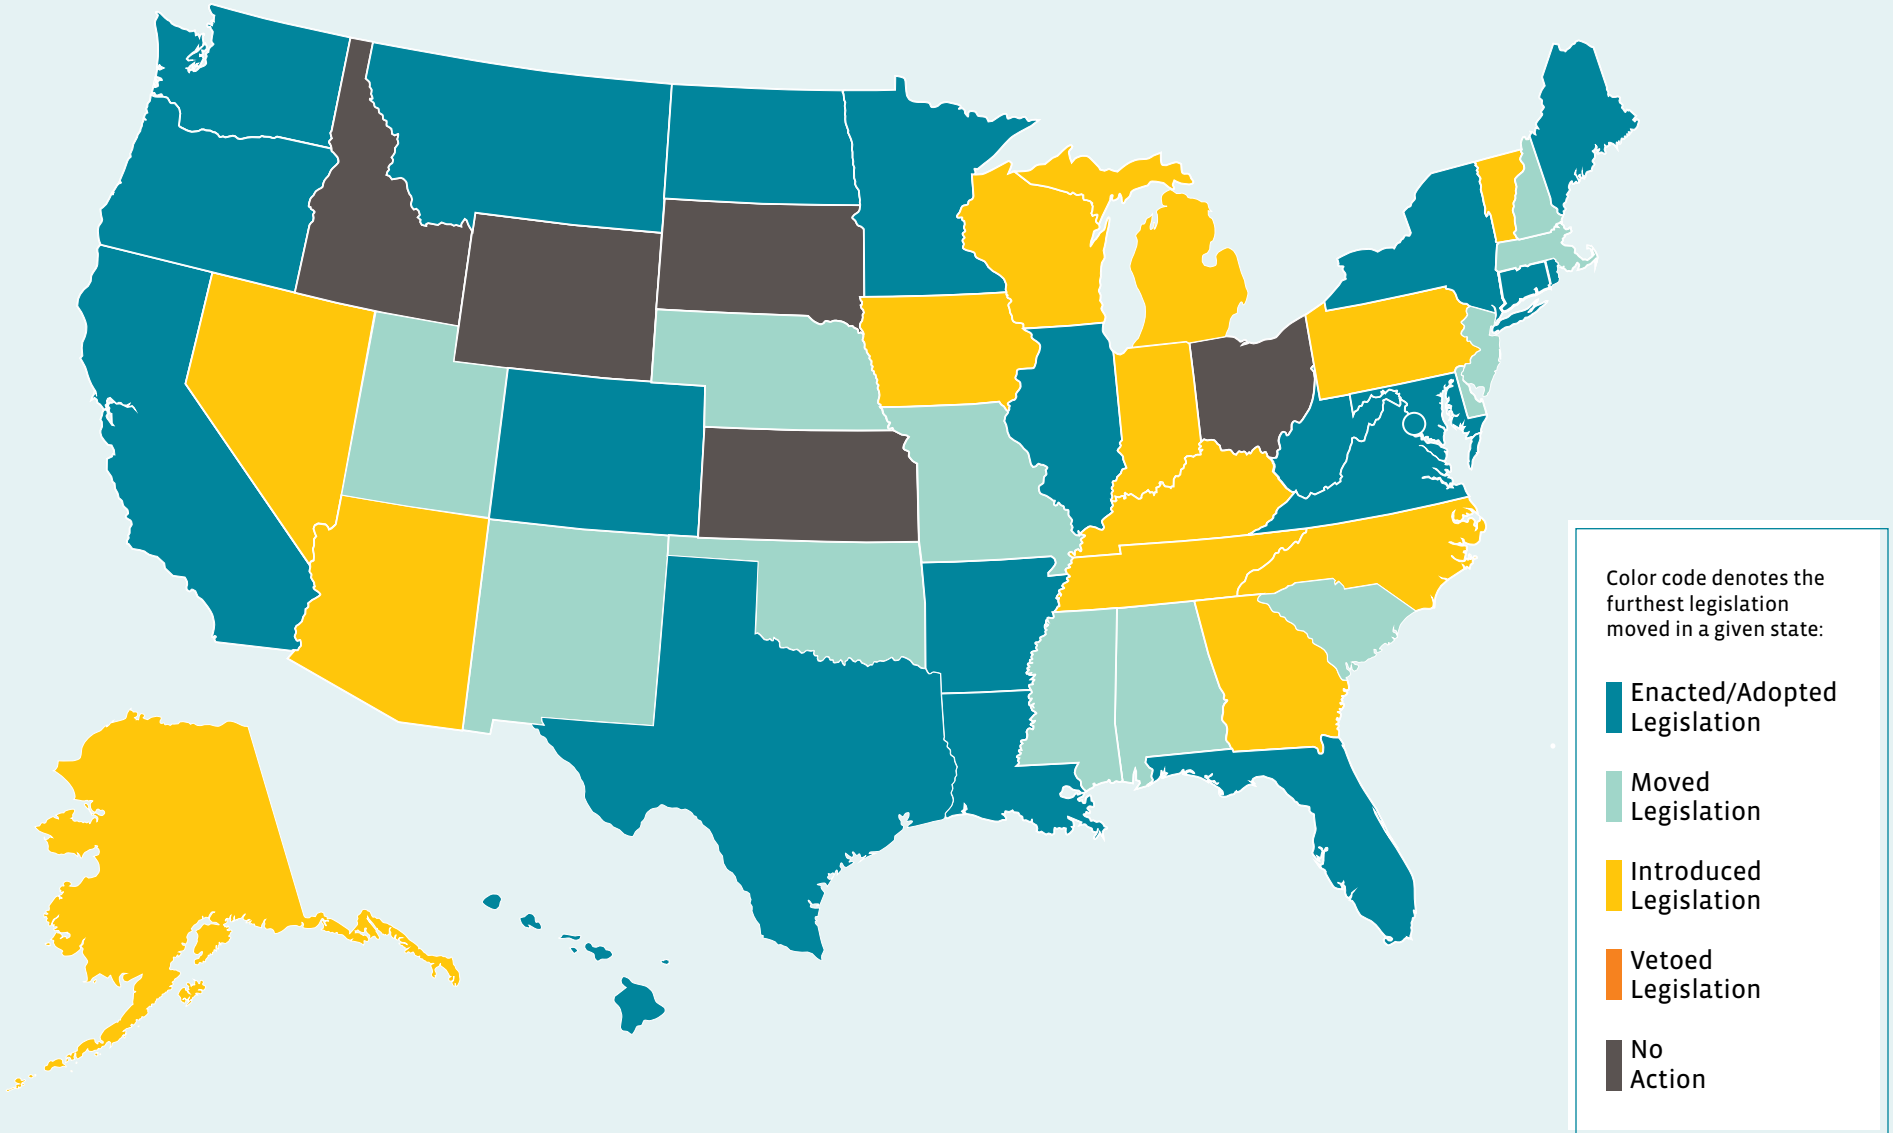 Color code denotes the
furthest legislation
moved in a given state:
Enacted/Adopted
Legislation
Moved
Legislation
Introduced
Legislation
Vetoed
Legislation
No
Action